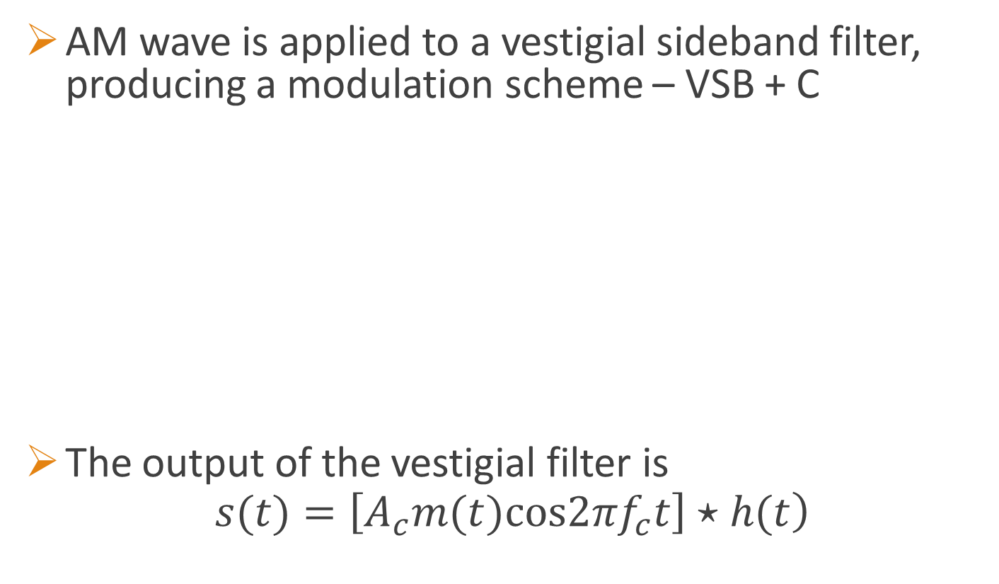 AM wave is applied to a vestigial sideband filter,
producing a modulation scheme – VSB + C
The output of the vestigial filter is
s(t) = [A_c m(t)cos2πf_c t] ⋆ h(t)